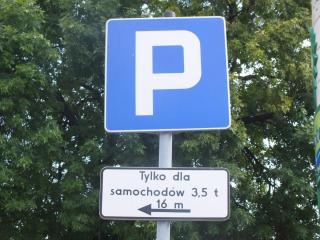 P
Tylko dla
samochodów 3,5 t
16 m